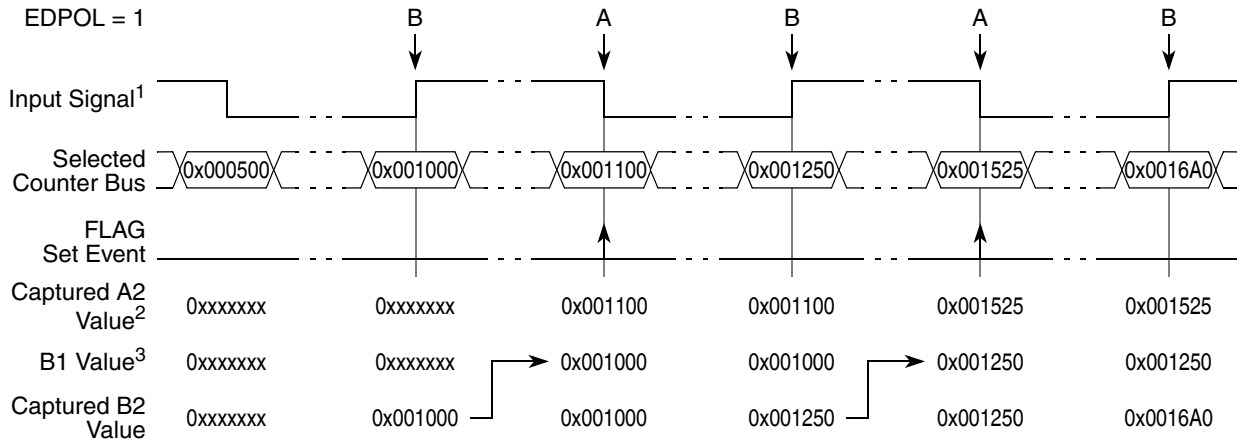 EDPOL = 1 B A B A B
Input Signal1
Selected
Counter Bus 0x000500 0x001000 0x001100 0x001250 0x001525 0x0016A0
FLAG
Set Event
Captured A2
Value2 0xxxxxxx 0xxxxxxx 0x001100 0x001100 0x001525 0x001525
B1 Value3 0xxxxxxx 0xxxxxxx 0x001000 0x001000 0x001250 0x001250
Captured B2
Value 0xxxxxxx 0x001000 0x001000 0x001250 0x001250 0x0016A0